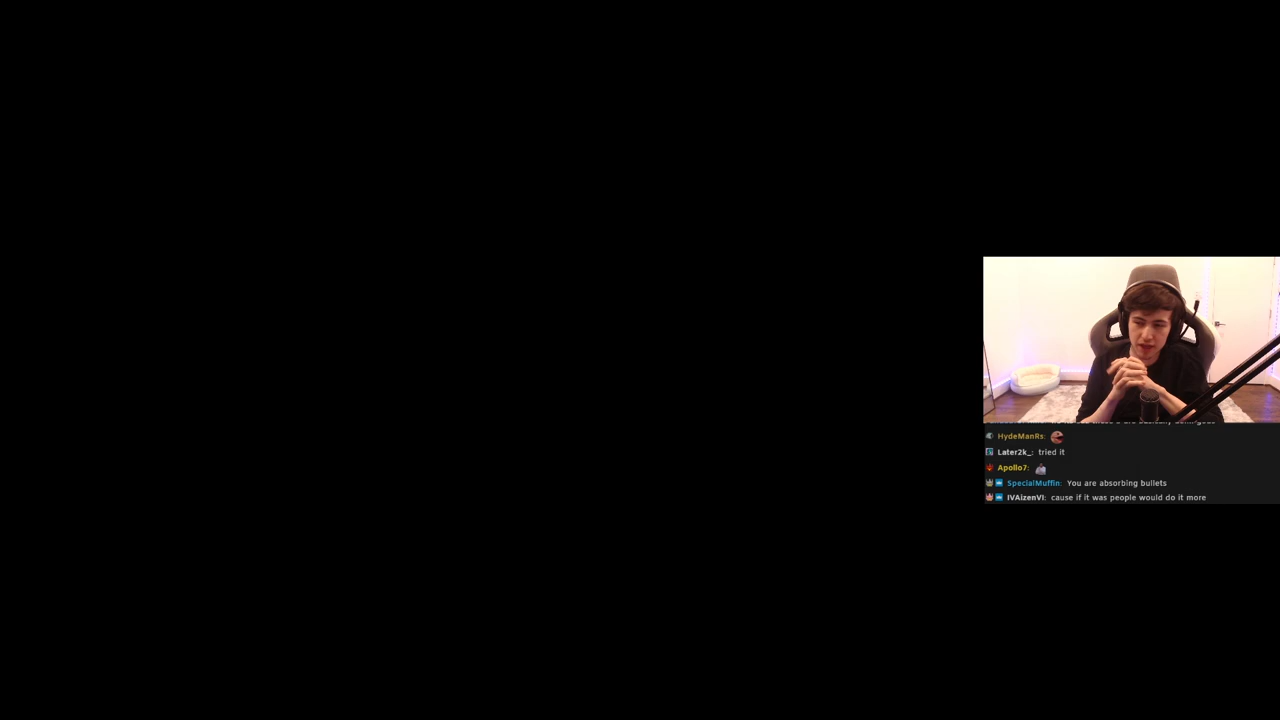 HydeManRs:
Later2k_: tried it
Apollo7:
SpecialMuffin: You are absorbing bullets
IVAizenVI: cause if it was people would do it more